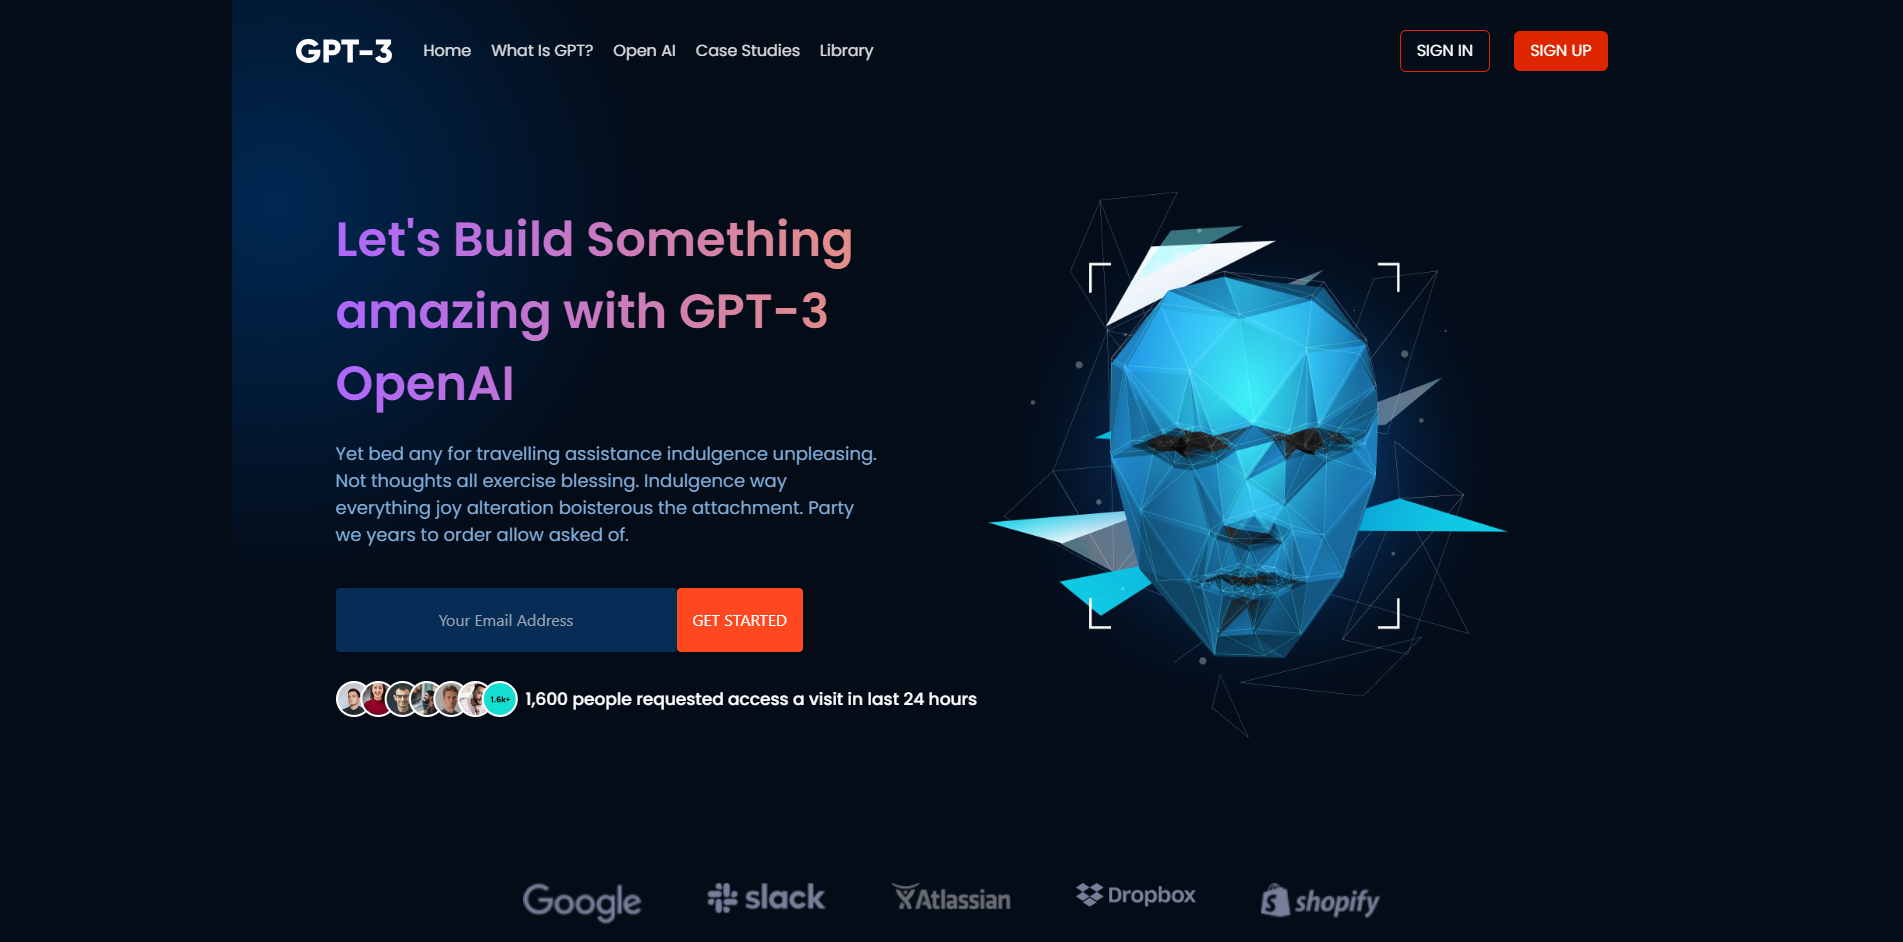 GPT-3 Home What Is GPT? Open AI Case Studies Library SIGN IN SIGN UP
Let's Build Something
amazing with GPT-3
OpenAI
Yet bed any for travelling assistance indulgence unpleasing.
Not thoughts all exercise blessing. Indulgence way
everything joy alteration boisterous the attachment. Party
we years to order allow asked of.
Your Email Address GET STARTED
1.6k+ 1,600 people requested access a visit in last 24 hours
Google slack Atlassian Dropbox shopify